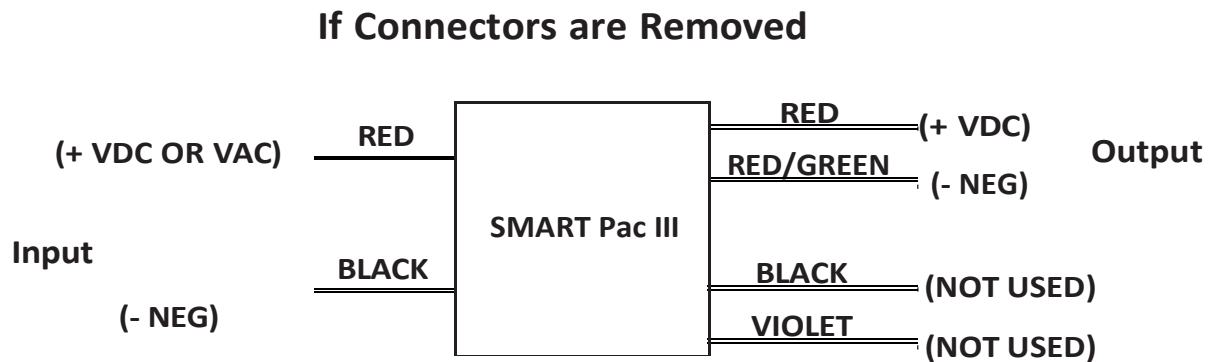 If Connectors are Removed
(+ VDC OR VAC)
RED
Input
BLACK
(- NEG)
SMART Pac III
RED
(+ VDC)
Output
RED/GREEN
(- NEG)
BLACK
(NOT USED)
VIOLET
(NOT USED)